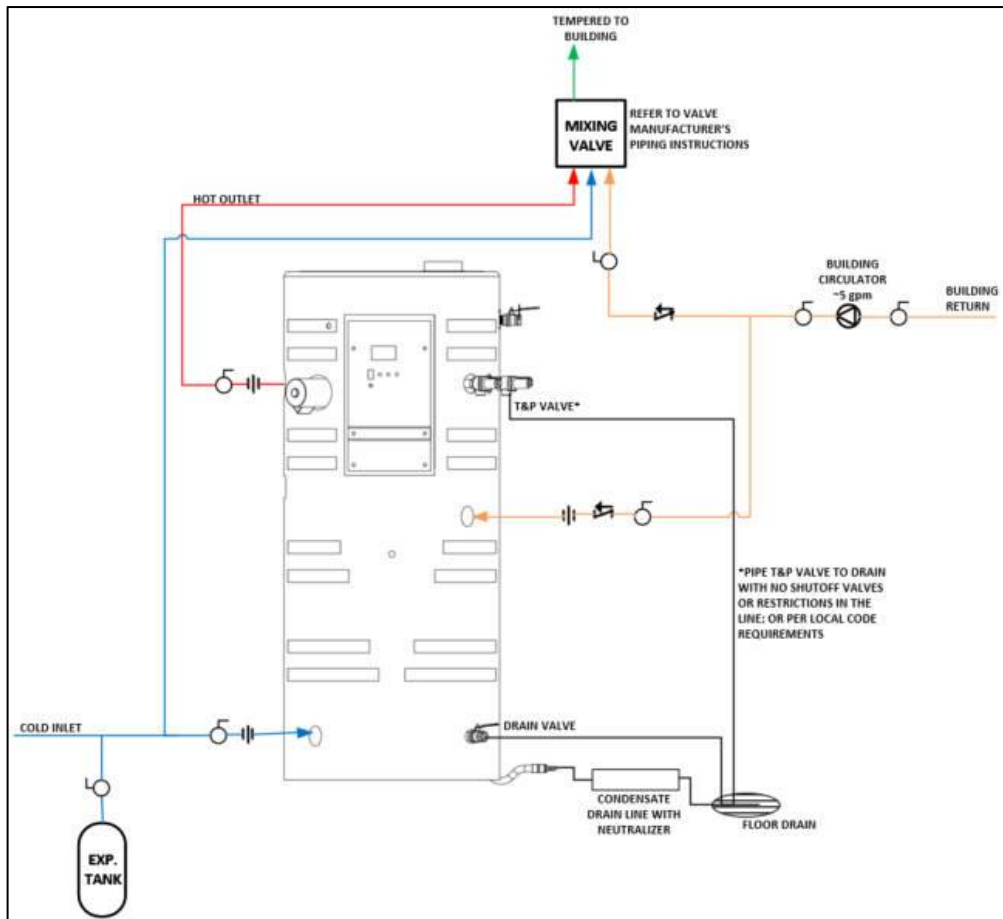 TEMPERED TO
BUILDING
MIXING
VALVE
REFER TO VALVE
MANUFACTURER'S
PIPING INSTRUCTIONS
HOT OUTLET
BUILDING
CIRCULATOR
~5 gpm
BUILDING
RETURN
T&P VALVE*
*PIPE T&P VALVE TO DRAIN
WITH NO SHUTOFF VALVES
OR RESTRICTIONS IN THE
LINE: OR PER LOCAL CODE
REQUIREMENTS
COLD INLET
DRAIN VALVE
CONDENSATE
DRAIN LINE WITH
NEUTRALIZER
FLOOR DRAIN
EXP.
TANK